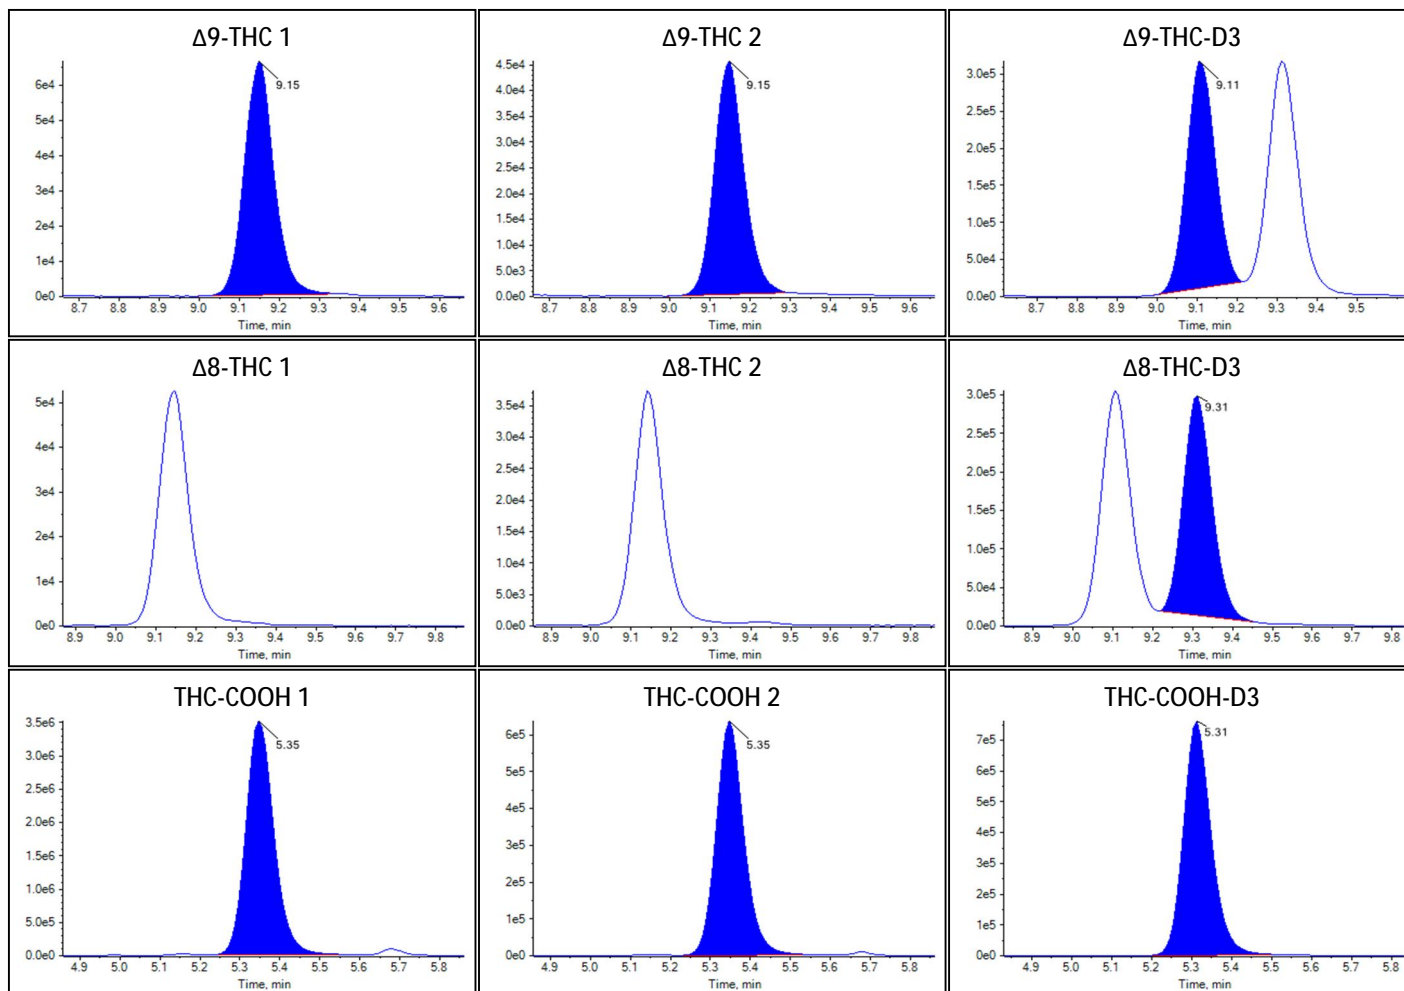 Δ9-THC 1
6e4
5e4
4e4
3e4
2e4
1e4
0e0
9.15
8.7 8.8 8.9 9.0 9.1 9.2 9.3 9.4 9.5 9.6
Time, min
Δ9-THC 2
4.5e4
4.0e4
3.5e4
3.0e4
2.5e4
2.0e4
1.5e4
1.0e4
5.0e3
0.0e0
9.15
8.7 8.8 8.9 9.0 9.1 9.2 9.3 9.4 9.5 9.6
Time, min
Δ9-THC-D3
3.0e5
2.5e5
2.0e5
1.5e5
1.0e5
5.0e4
0.0e0
9.11
8.7 8.8 8.9 9.0 9.1 9.2 9.3 9.4 9.5
Time, min
Δ8-THC 1
5e4
4e4
3e4
2e4
1e4
0e0
8.9 9.0 9.1 9.2 9.3 9.4 9.5 9.6 9.7 9.8
Time, min
Δ8-THC 2
3.5e4
3.0e4
2.5e4
2.0e4
1.5e4
1.0e4
5.0e3
0.0e0
8.9 9.0 9.1 9.2 9.3 9.4 9.5 9.6 9.7 9.8
Time, min
Δ8-THC-D3
3.0e5
2.5e5
2.0e5
1.5e5
1.0e5
5.0e4
0.0e0
9.31
8.9 9.0 9.1 9.2 9.3 9.4 9.5 9.6 9.7 9.8
Time, min
THC-COOH 1
3.5e6
3.0e6
2.5e6
2.0e6
1.5e6
1.0e6
5.0e5
0.0e0
5.35
4.9 5.0 5.1 5.2 5.3 5.4 5.5 5.6 5.7 5.8
Time, min
THC-COOH 2
6e5
5e5
4e5
3e5
2e5
1e5
0e0
5.35
4.9 5.0 5.1 5.2 5.3 5.4 5.5 5.6 5.7 5.8
Time, min
THC-COOH-D3
7e5
6e5
5e5
4e5
3e5
2e5
1e5
0e0
5.31
4.9 5.0 5.1 5.2 5.3 5.4 5.5 5.6 5.7 5.8
Time, min